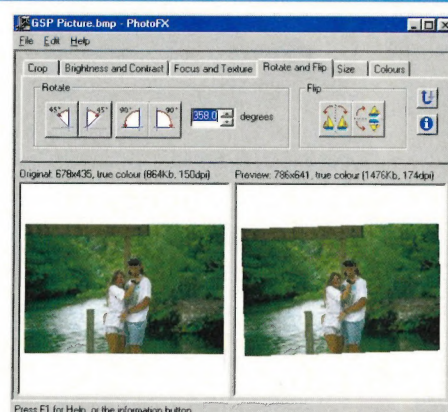 GSP Picture.bmp - PhotoFX
File Edit Help
Crop Brightness and Contrast Focus and Texture Rotate and Flip Size Colours
Rotate Flip
45° 45° 90° 90° 358.0 degrees
Original: 678x435, true colour (864Kb, 150dpi) Preview: 786x641, true colour (1476Kb, 174dpi)
Press F1 for Help, or the information button